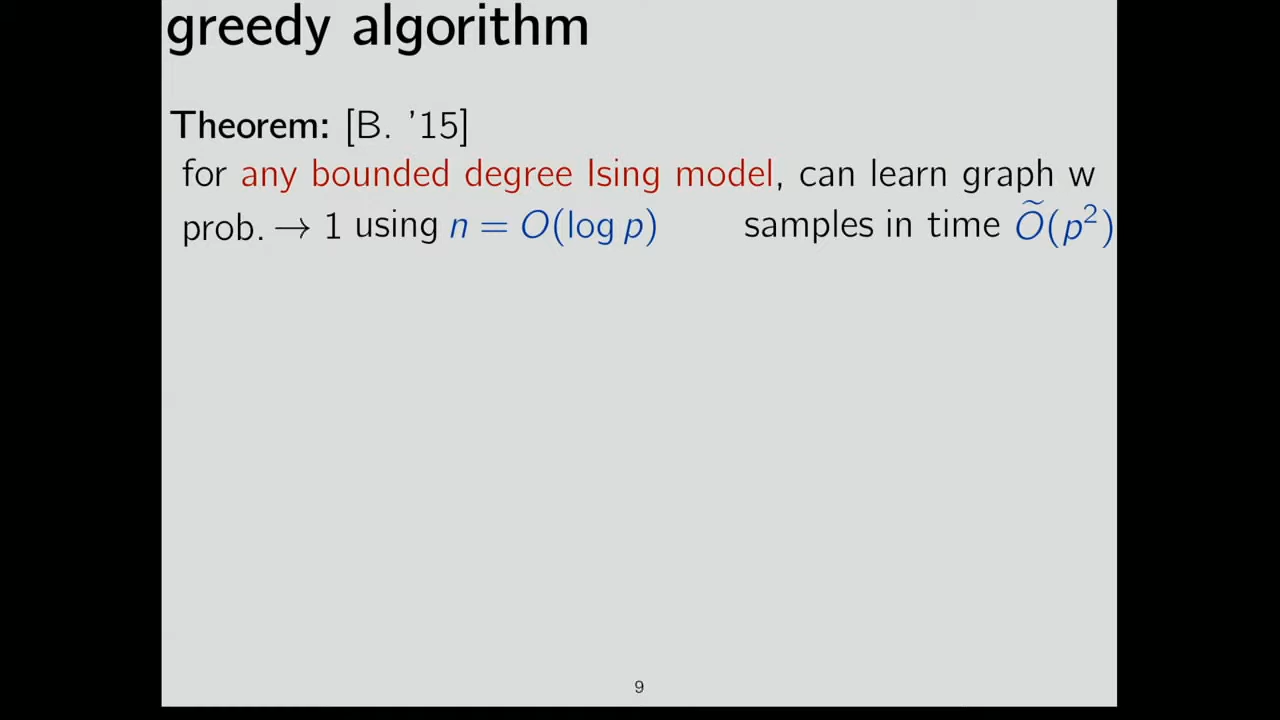 greedy algorithm
Theorem: [B. '15]
for any bounded degree Ising model, can learn graph w
prob. → 1 using n = O(log p) samples in time Õ(p²)
9